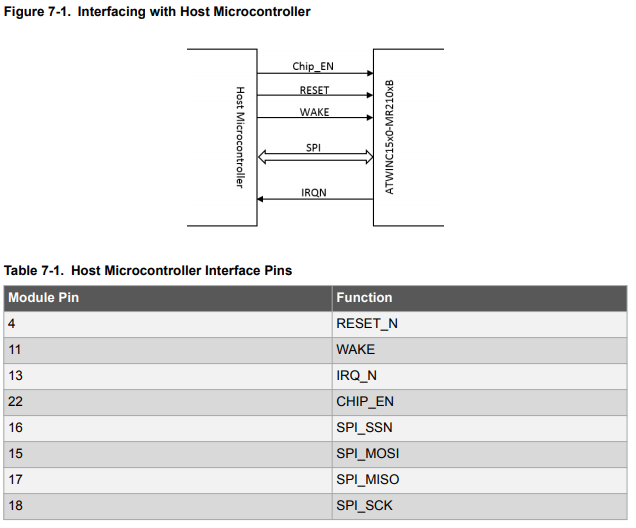 Figure 7-1. Interfacing with Host Microcontroller
Chip_EN
RESET
WAKE
SPI
IRQN
Host Microcontroller
ATWINC15x0-MR210xB
Table 7-1. Host Microcontroller Interface Pins
Module Pin Function
4 RESET_N
11 WAKE
13 IRQ_N
22 CHIP_EN
16 SPI_SSN
15 SPI_MOSI
17 SPI_MISO
18 SPI_SCK